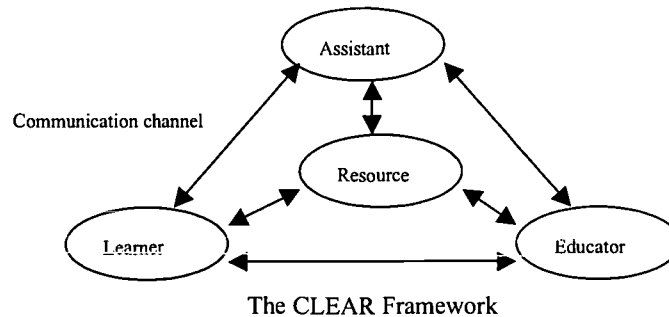 Assistant
Communication channel
Resource
Learner
Educator
The CLEAR Framework